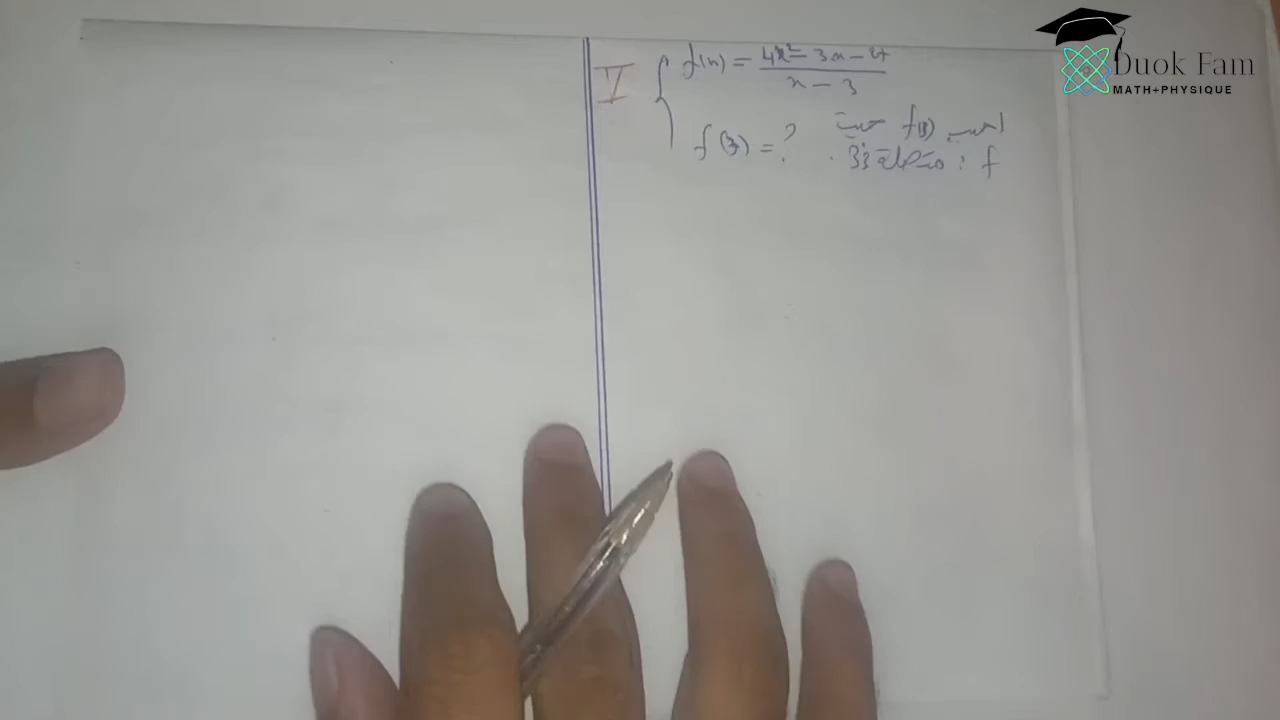 Duok Fam
MATH+PHYSIQUE
V
f(x) = 4x² - 3x - 4 / x - 3
f(3) = ?
احسب f(3) حيث
f : متصلة في 3 .